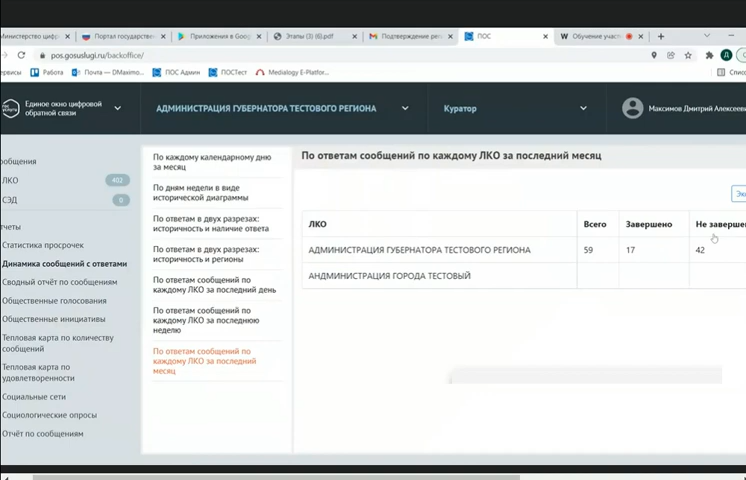 Министерство цифр
Портал государстве
Приложения в Goog
Этапы (3) (6).pdf
Подтверждение рег
ПОС
Обучение участ
pos.gosuslugi.ru/backoffice/
Д
ервисы
Работа
Почта — DMaximo...
ПОС Админ
ПОСТест
Medialogy E-Platfor...
Списо
Единое окно цифровой
обратной связи
АДМИНИСТРАЦИЯ ГУБЕРНАТОРА ТЕСТОВОГО РЕГИОНА
Куратор
Максимов Дмитрий Алексееви
ообщения
ЛКО 402
СЭД 0
тчеты
Статистика просрочек
Динамика сообщений с ответами
Сводный отчёт по сообщениям
Общественные голосования
Общественные инициативы
Тепловая карта по количеству
сообщений
Тепловая карта по
удовлетворенности
Социальные сети
Социологические опросы
Отчёт по сообщениям
По каждому календарному дню
за месяц
По дням недели в виде
исторической диаграммы
По ответам в двух разрезах:
историчность и наличие ответа
По ответам в двух разрезах:
историчность и регионы
По ответам сообщений по
каждому ЛКО за последний день
По ответам сообщений по
каждому ЛКО за последнюю
неделю
По ответам сообщений по
каждому ЛКО за последний
месяц
По ответам сообщений по каждому ЛКО за последний месяц
Эк
ЛКО Всего Завершено Не заверше
АДМИНИСТРАЦИЯ ГУБЕРНАТОРА ТЕСТОВОГО РЕГИОНА 59 17 42
АНДМИНИСТРАЦИЯ ГОРОДА ТЕСТОВЫЙ